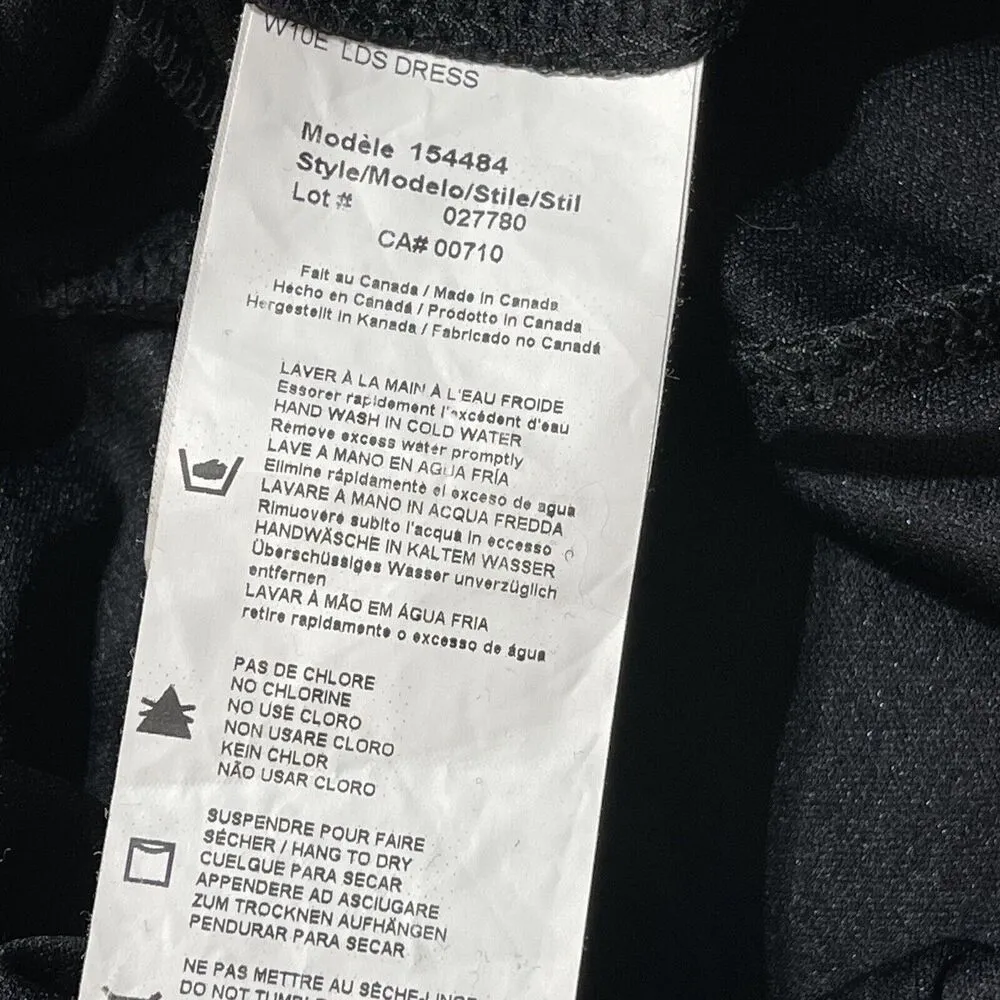 W10E LDS DRESS
Modèle 154484
Style/Modelo/Stile/Stil
Lot # 027780
CA# 00710
Fait au Canada / Made in Canada
Hecho en Canadá / Prodotto in Canada
Hergestellt in Kanada / Fabricado no Canadá
LAVER À LA MAIN À L'EAU FROIDE
Essorer rapidement l'excédent d'eau
HAND WASH IN COLD WATER
Remove excess water promptly
LAVE A MANO EN AGUA FRÍA
Elimine rápidamente el exceso de agua
LAVARE A MANO IN ACQUA FREDDA
Rimuovere subito l'acqua in eccesso
HANDWÄSCHE IN KALTEM WASSER
Überschüssiges Wasser unverzüglich
entfernen
LAVAR À MÃO EM ÁGUA FRIA
retire rapidamente o excesso de água
PAS DE CHLORE
NO CHLORINE
NO USE CLORO
NON USARE CLORO
KEIN CHLOR
NÃO USAR CLORO
SUSPENDRE POUR FAIRE
SÉCHER / HANG TO DRY
CUELGUE PARA SECAR
APPENDERE AD ASCIUGARE
ZUM TROCKNEN AUFHÄNGEN
PENDURAR PARA SECAR
NE PAS METTRE AU SÈCHE-LINGE
DO NOT TUMBL